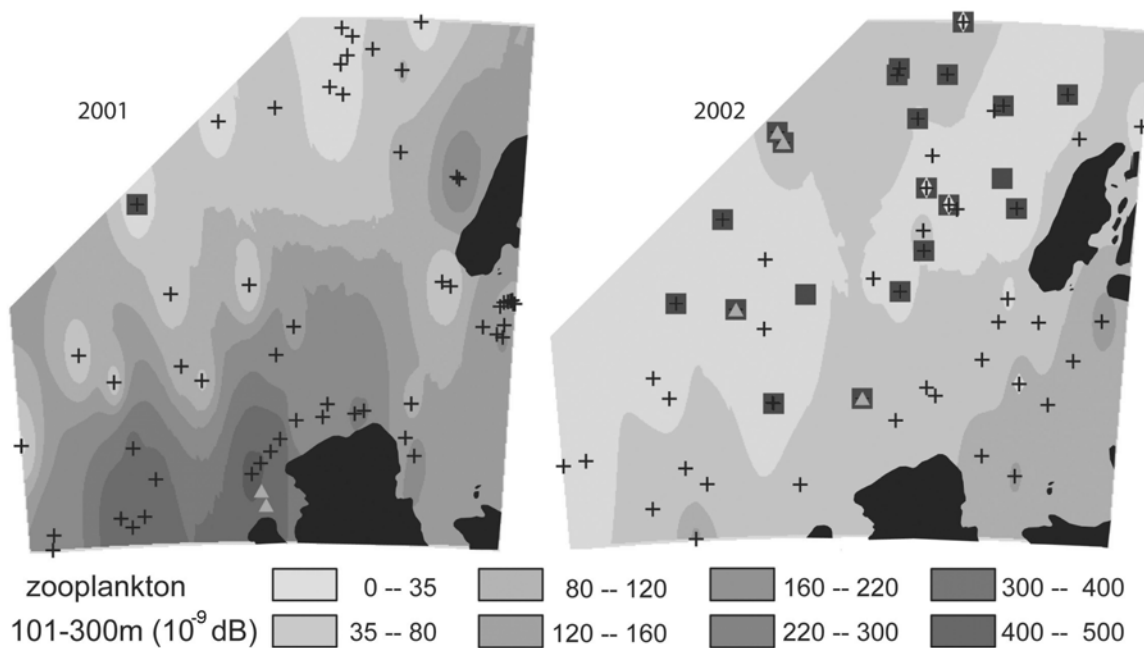 2001
2002
zooplankton 0 -- 35 80 -- 120 160 -- 220 300 -- 400
101-300m (10-9 dB) 35 -- 80 120 -- 160 220 -- 300 400 -- 500